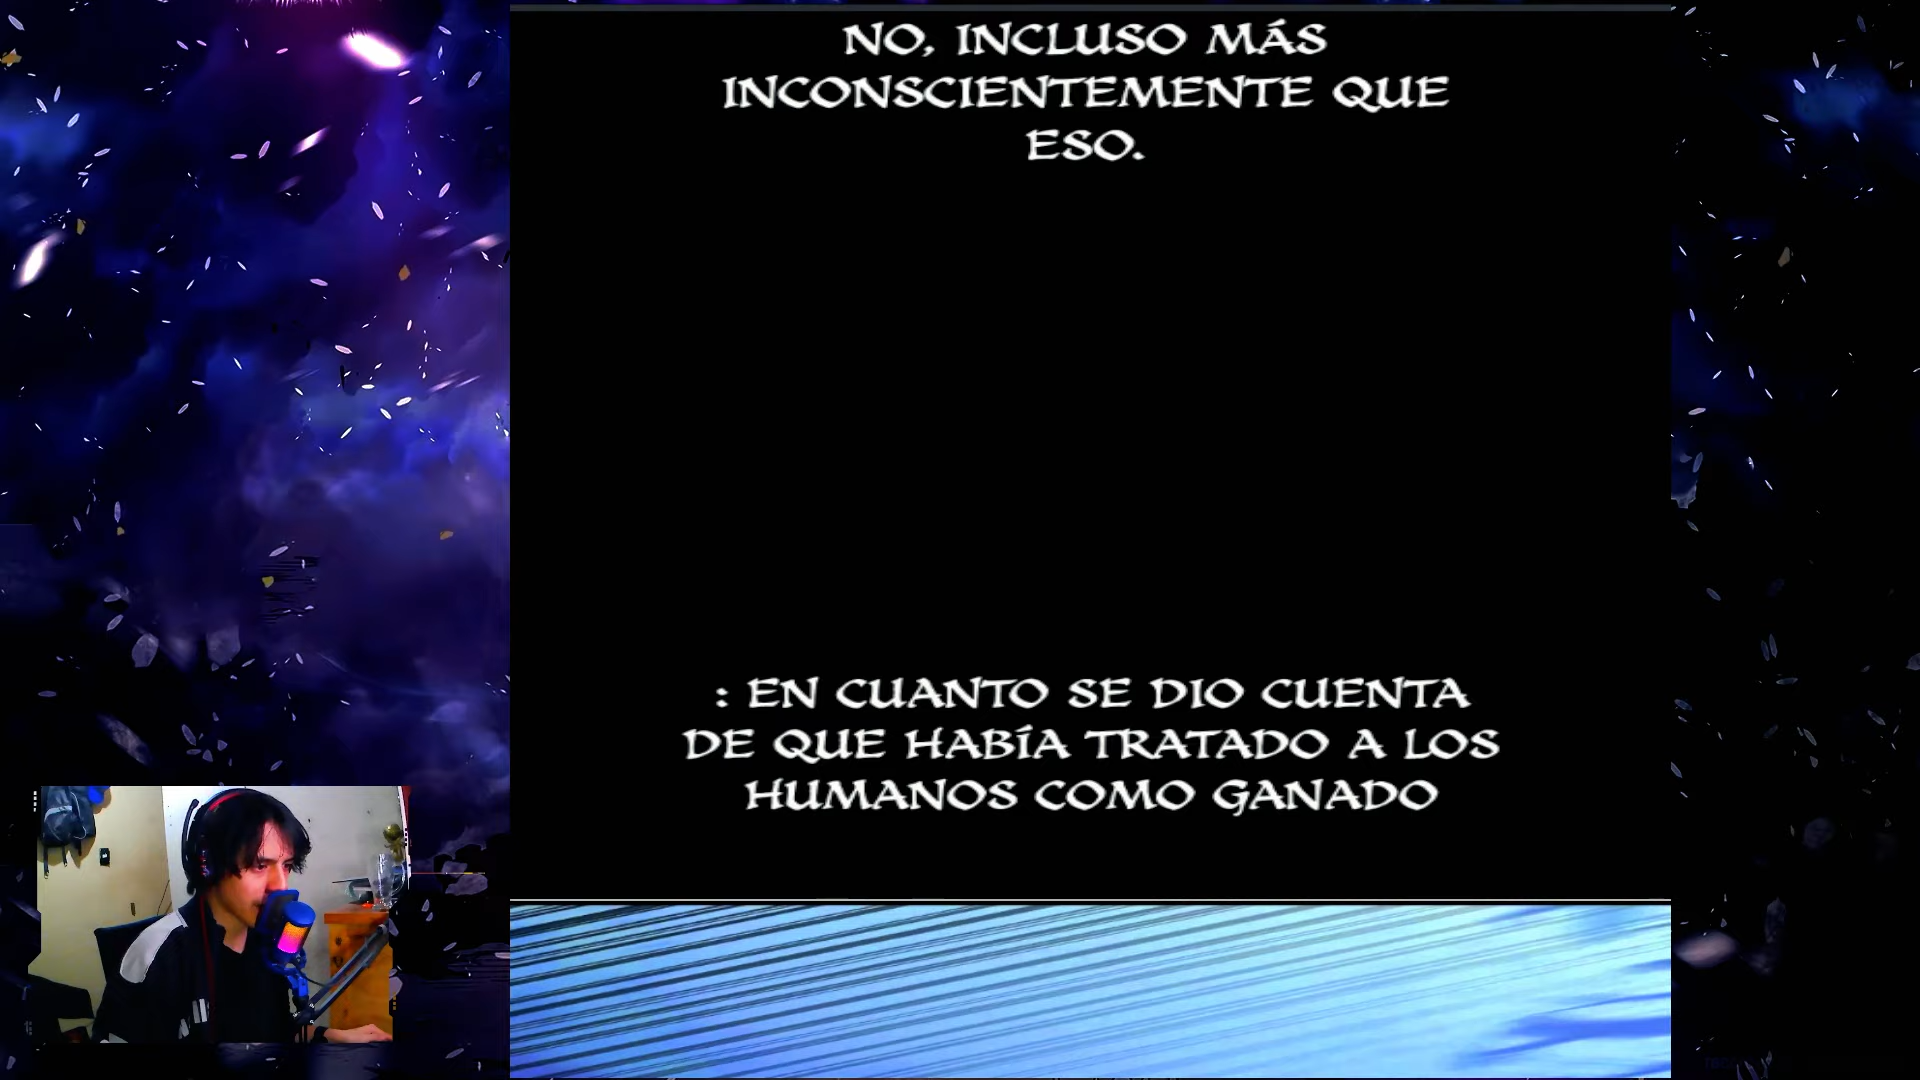 NO, INCLUSO MÁS
INCONSCIENTEMENTE QUE
ESO.
: EN CUANTO SE DIO CUENTA
DE QUE HABÍA TRATADO A LOS
HUMANOS COMO GANADO